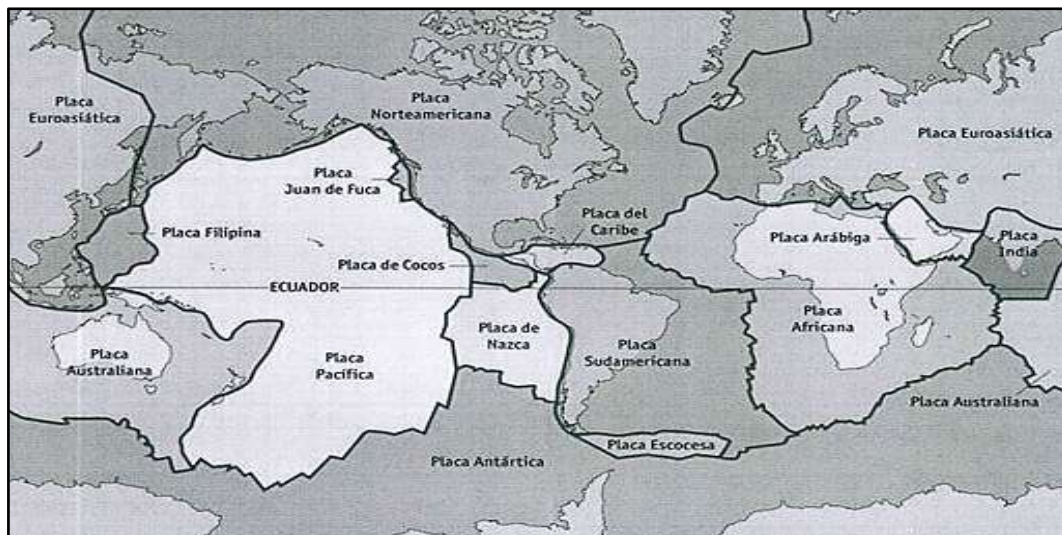 Placa
Euroasiática
Placa
Norteamericana
Placa Euroasiática
Placa
Juan de Fuca
Placa del
Caribe
Placa Filipina
Placa Arábiga
Placa
India
Placa de Cocos
ECUADOR
Placa
Australiana
Placa
Pacífica
Placa de
Nazca
Placa
Sudamericana
Placa
Africana
Placa Australiana
Placa Escocesa
Placa Antártica